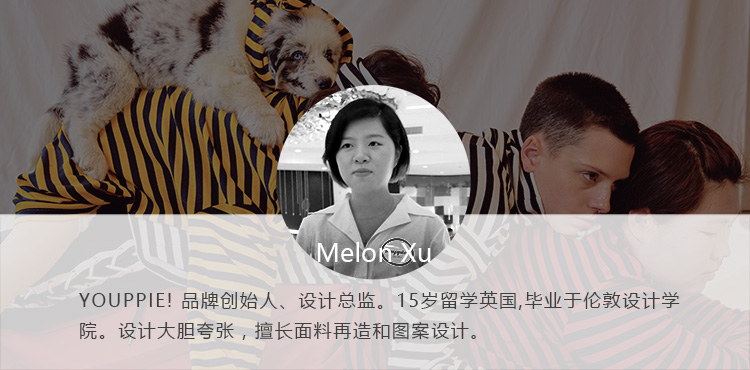 Melon Xu
YOUPPIE! 品牌创始人、设计总监。15岁留学英国,毕业于伦敦设计学
院。设计大胆夸张，擅长面料再造和图案设计。